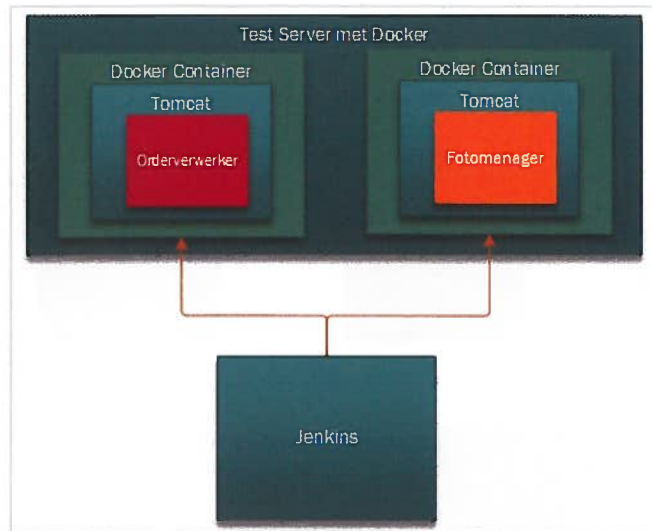 Test Server met Docker
Docker Container
Tomcat
Orderverwerker
Docker Container
Tomcat
Fotomanager
Jenkins